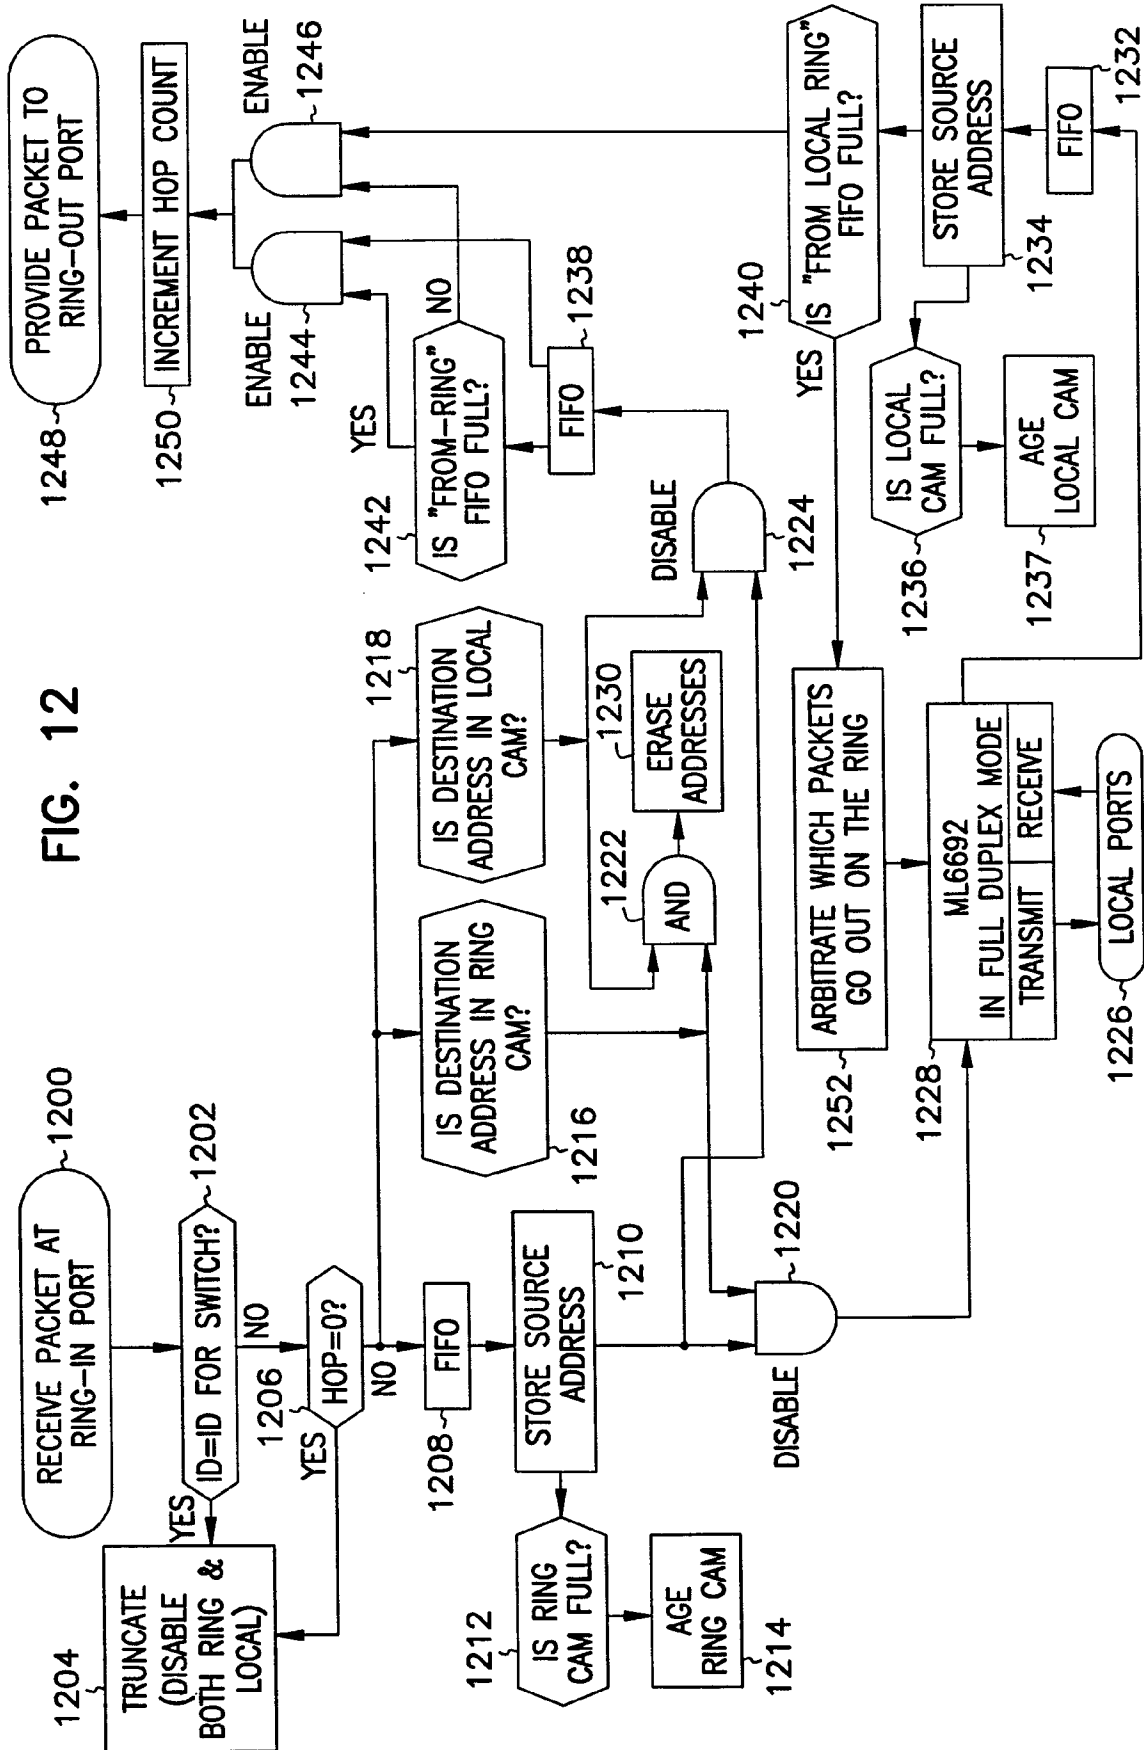 FIG. 12
1200
RECEIVE PACKET AT
RING-IN PORT
1202
ID=ID FOR SWITCH?
YES
NO
1204
TRUNCATE
(DISABLE
BOTH RING &
LOCAL)
1206
HOP=0?
YES
NO
1208
FIFO
1210
STORE SOURCE
ADDRESS
1212
IS RING
CAM FULL?
AGE
RING CAM
1214
IS DESTINATION
ADDRESS IN RING
CAM?
1216
1218
IS DESTINATION
ADDRESS IN LOCAL
CAM?
1220
DISABLE
1222
AND
1230
ERASE
ADDRESSES
DISABLE
1224
1252
ARBITRATE WHICH PACKETS
GO OUT ON THE RING
1228
ML6692
IN FULL DUPLEX MODE
TRANSMIT
RECEIVE
1226
LOCAL PORTS
1248
PROVIDE PACKET TO
RING-OUT PORT
1250
INCREMENT HOP COUNT
ENABLE
1244
ENABLE
1246
1242
IS "FROM-RING"
FIFO FULL?
YES
NO
FIFO
1238
1240
IS "FROM LOCAL RING"
FIFO FULL?
YES
STORE SOURCE
ADDRESS
1234
FIFO
1232
IS LOCAL
CAM FULL?
1236
AGE
LOCAL CAM
1237